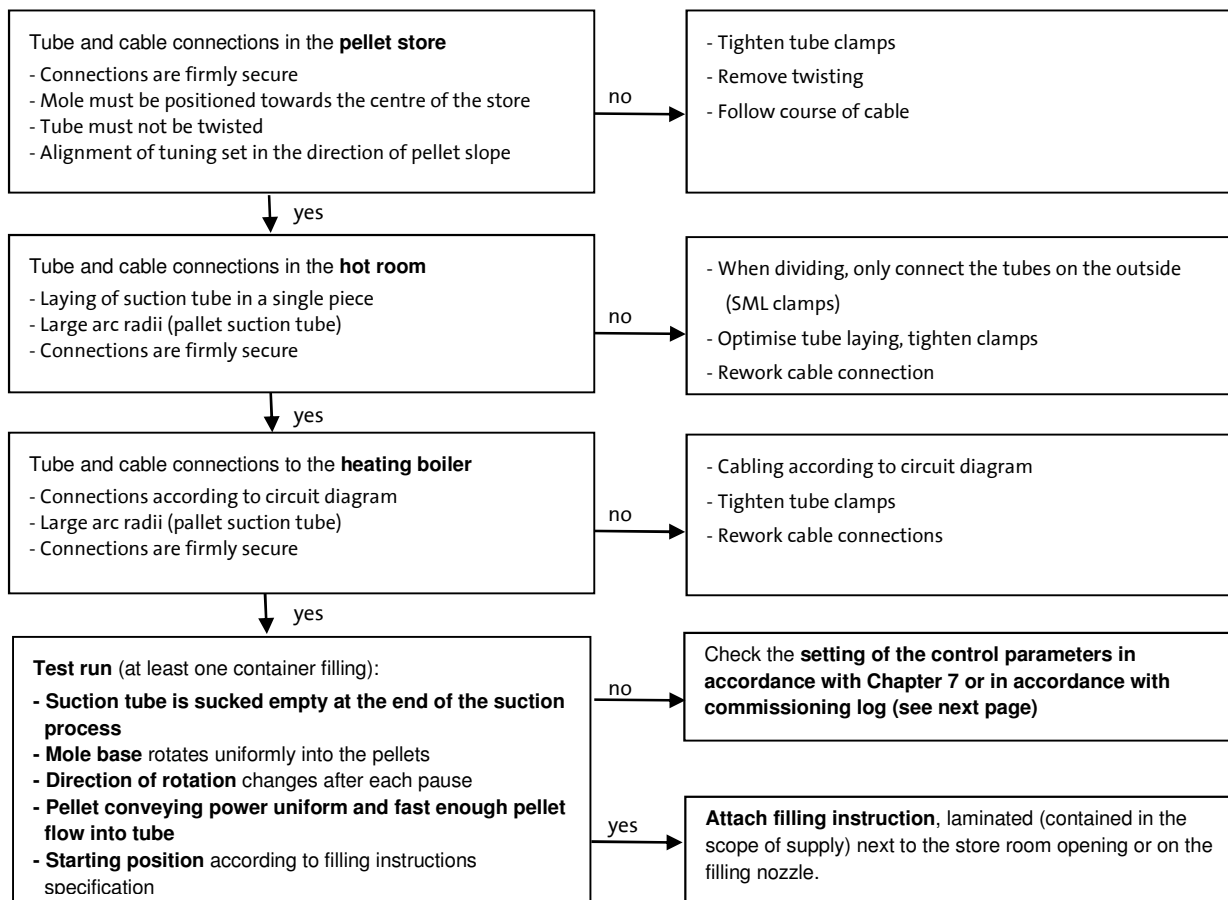 Tube and cable connections in the pellet store
- Connections are firmly secure
- Mole must be positioned towards the centre of the store
- Tube must not be twisted
- Alignment of tuning set in the direction of pellet slope
no
- Tighten tube clamps
- Remove twisting
- Follow course of cable
yes
Tube and cable connections in the hot room
- Laying of suction tube in a single piece
- Large arc radii (pallet suction tube)
- Connections are firmly secure
no
- When dividing, only connect the tubes on the outside
(SML clamps)
- Optimise tube laying, tighten clamps
- Rework cable connection
yes
Tube and cable connections to the heating boiler
- Connections according to circuit diagram
- Large arc radii (pallet suction tube)
- Connections are firmly secure
no
- Cabling according to circuit diagram
- Tighten tube clamps
- Rework cable connections
yes
Test run (at least one container filling):
- Suction tube is sucked empty at the end of the suction
process
- Mole base rotates uniformly into the pellets
- Direction of rotation changes after each pause
- Pellet conveying power uniform and fast enough pellet
flow into tube
- Starting position according to filling instructions
specification
no
Check the setting of the control parameters in
accordance with Chapter 7 or in accordance with
commissioning log (see next page)
yes
Attach filling instruction, laminated (contained in the
scope of supply) next to the store room opening or on the
filling nozzle.